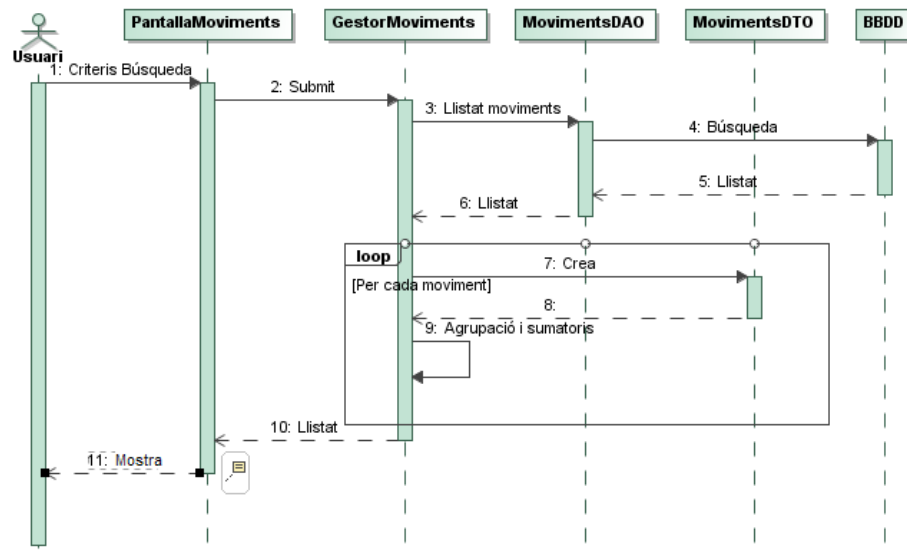 PantallaMoviments
GestorMoviments
MovimentsDAO
MovimentsDTO
BBDD
Usuari
1: Criteris Búsqueda
2: Submit
3: Llistat moviments
4: Búsqueda
5: Llistat
6: Llistat
loop
7: Crea
[Per cada moviment]
8:
9: Agrupació i sumatoris
10: Llistat
11: Mostra